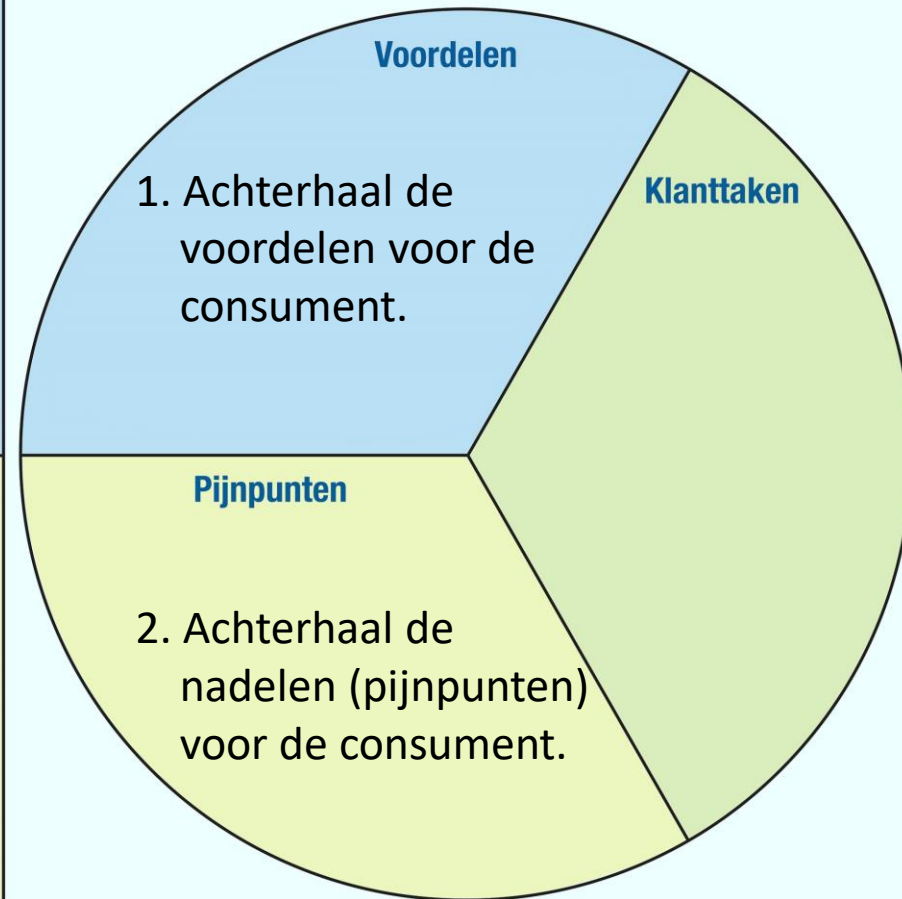 Voordelen
1. Achterhaal de
voordelen voor de
consument.
Klanttaken
Pijnpunten
2. Achterhaal de
nadelen (pijnpunten)
voor de consument.